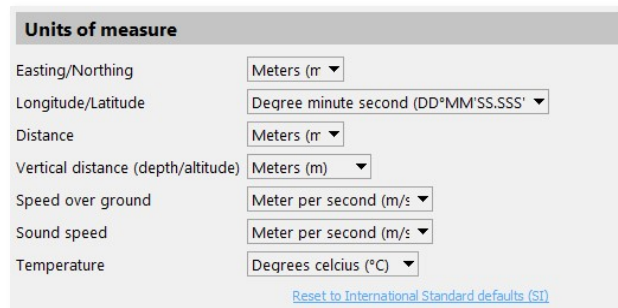 Units of measure
Easting/Northing Meters (m
Longitude/Latitude Degree minute second (DD°MM'SS.SSS'
Distance Meters (m
Vertical distance (depth/altitude) Meters (m)
Speed over ground Meter per second (m/s
Sound speed Meter per second (m/s
Temperature Degrees celcius (°C)
Reset to International Standard defaults (SI)